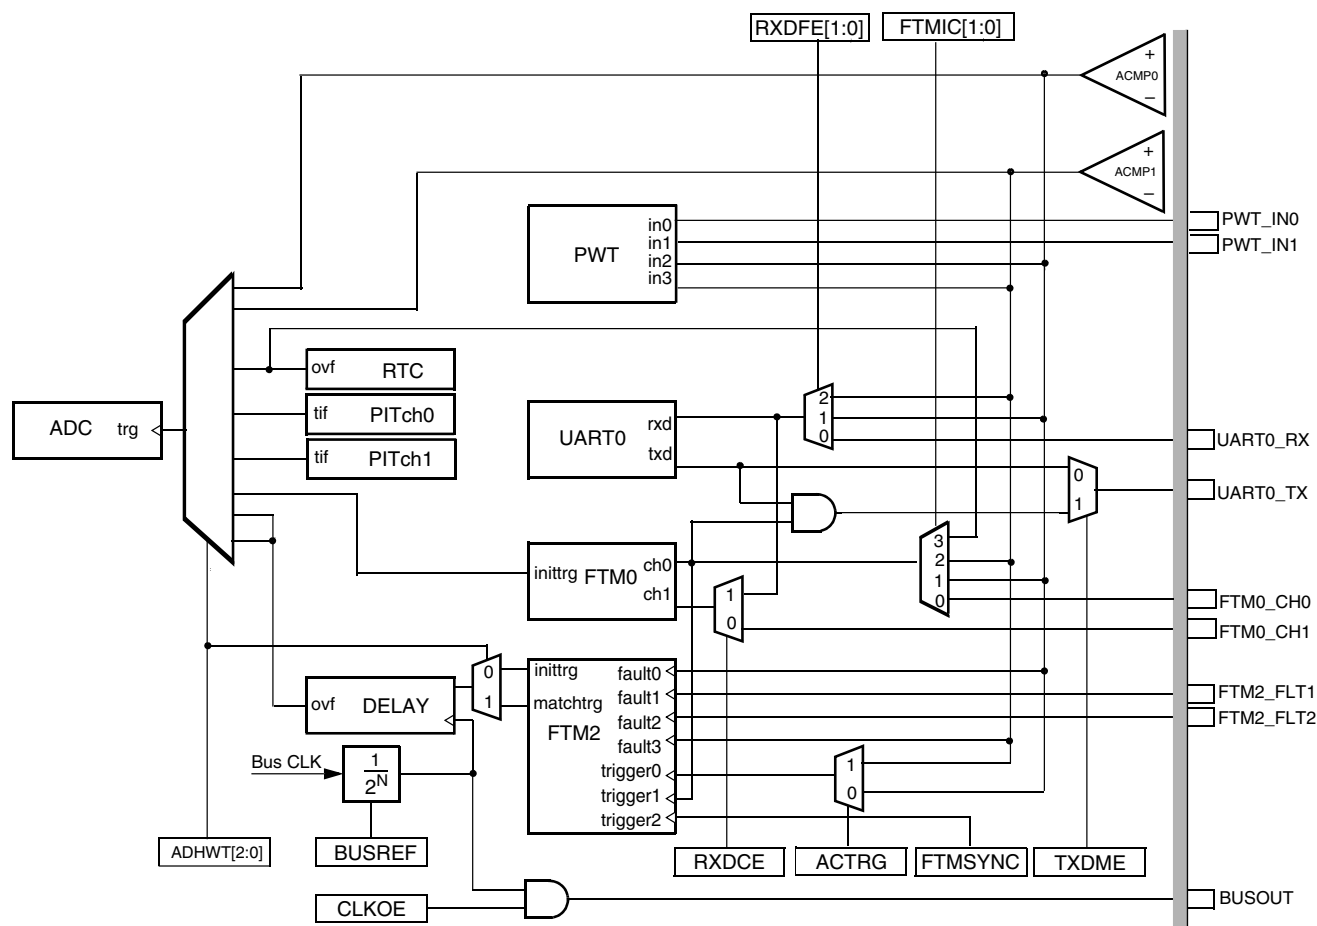 RXDFE[1:0]
FTMIC[1:0]
+
ACMP0
–
+
ACMP1
–
PWT
in0
in1
in2
in3
PWT_IN0
PWT_IN1
ovf RTC
tif PITch0
tif PITch1
ADC trg
UART0
rxd
txd
2
1
0
UART0_RX
0
1
UART0_TX
3
2
1
0
inittrg FTM0
ch0
ch1
1
0
FTM0_CH0
FTM0_CH1
0
1
inittrg
matchtrg
FTM2
fault0
fault1
fault2
fault3
trigger0
trigger1
trigger2
FTM2_FLT1
FTM2_FLT2
ovf DELAY
Bus CLK
1
2N
1
0
ADHWT[2:0]
BUSREF
RXDCE
ACTRG
FTMSYNC
TXDME
CLKOE
BUSOUT